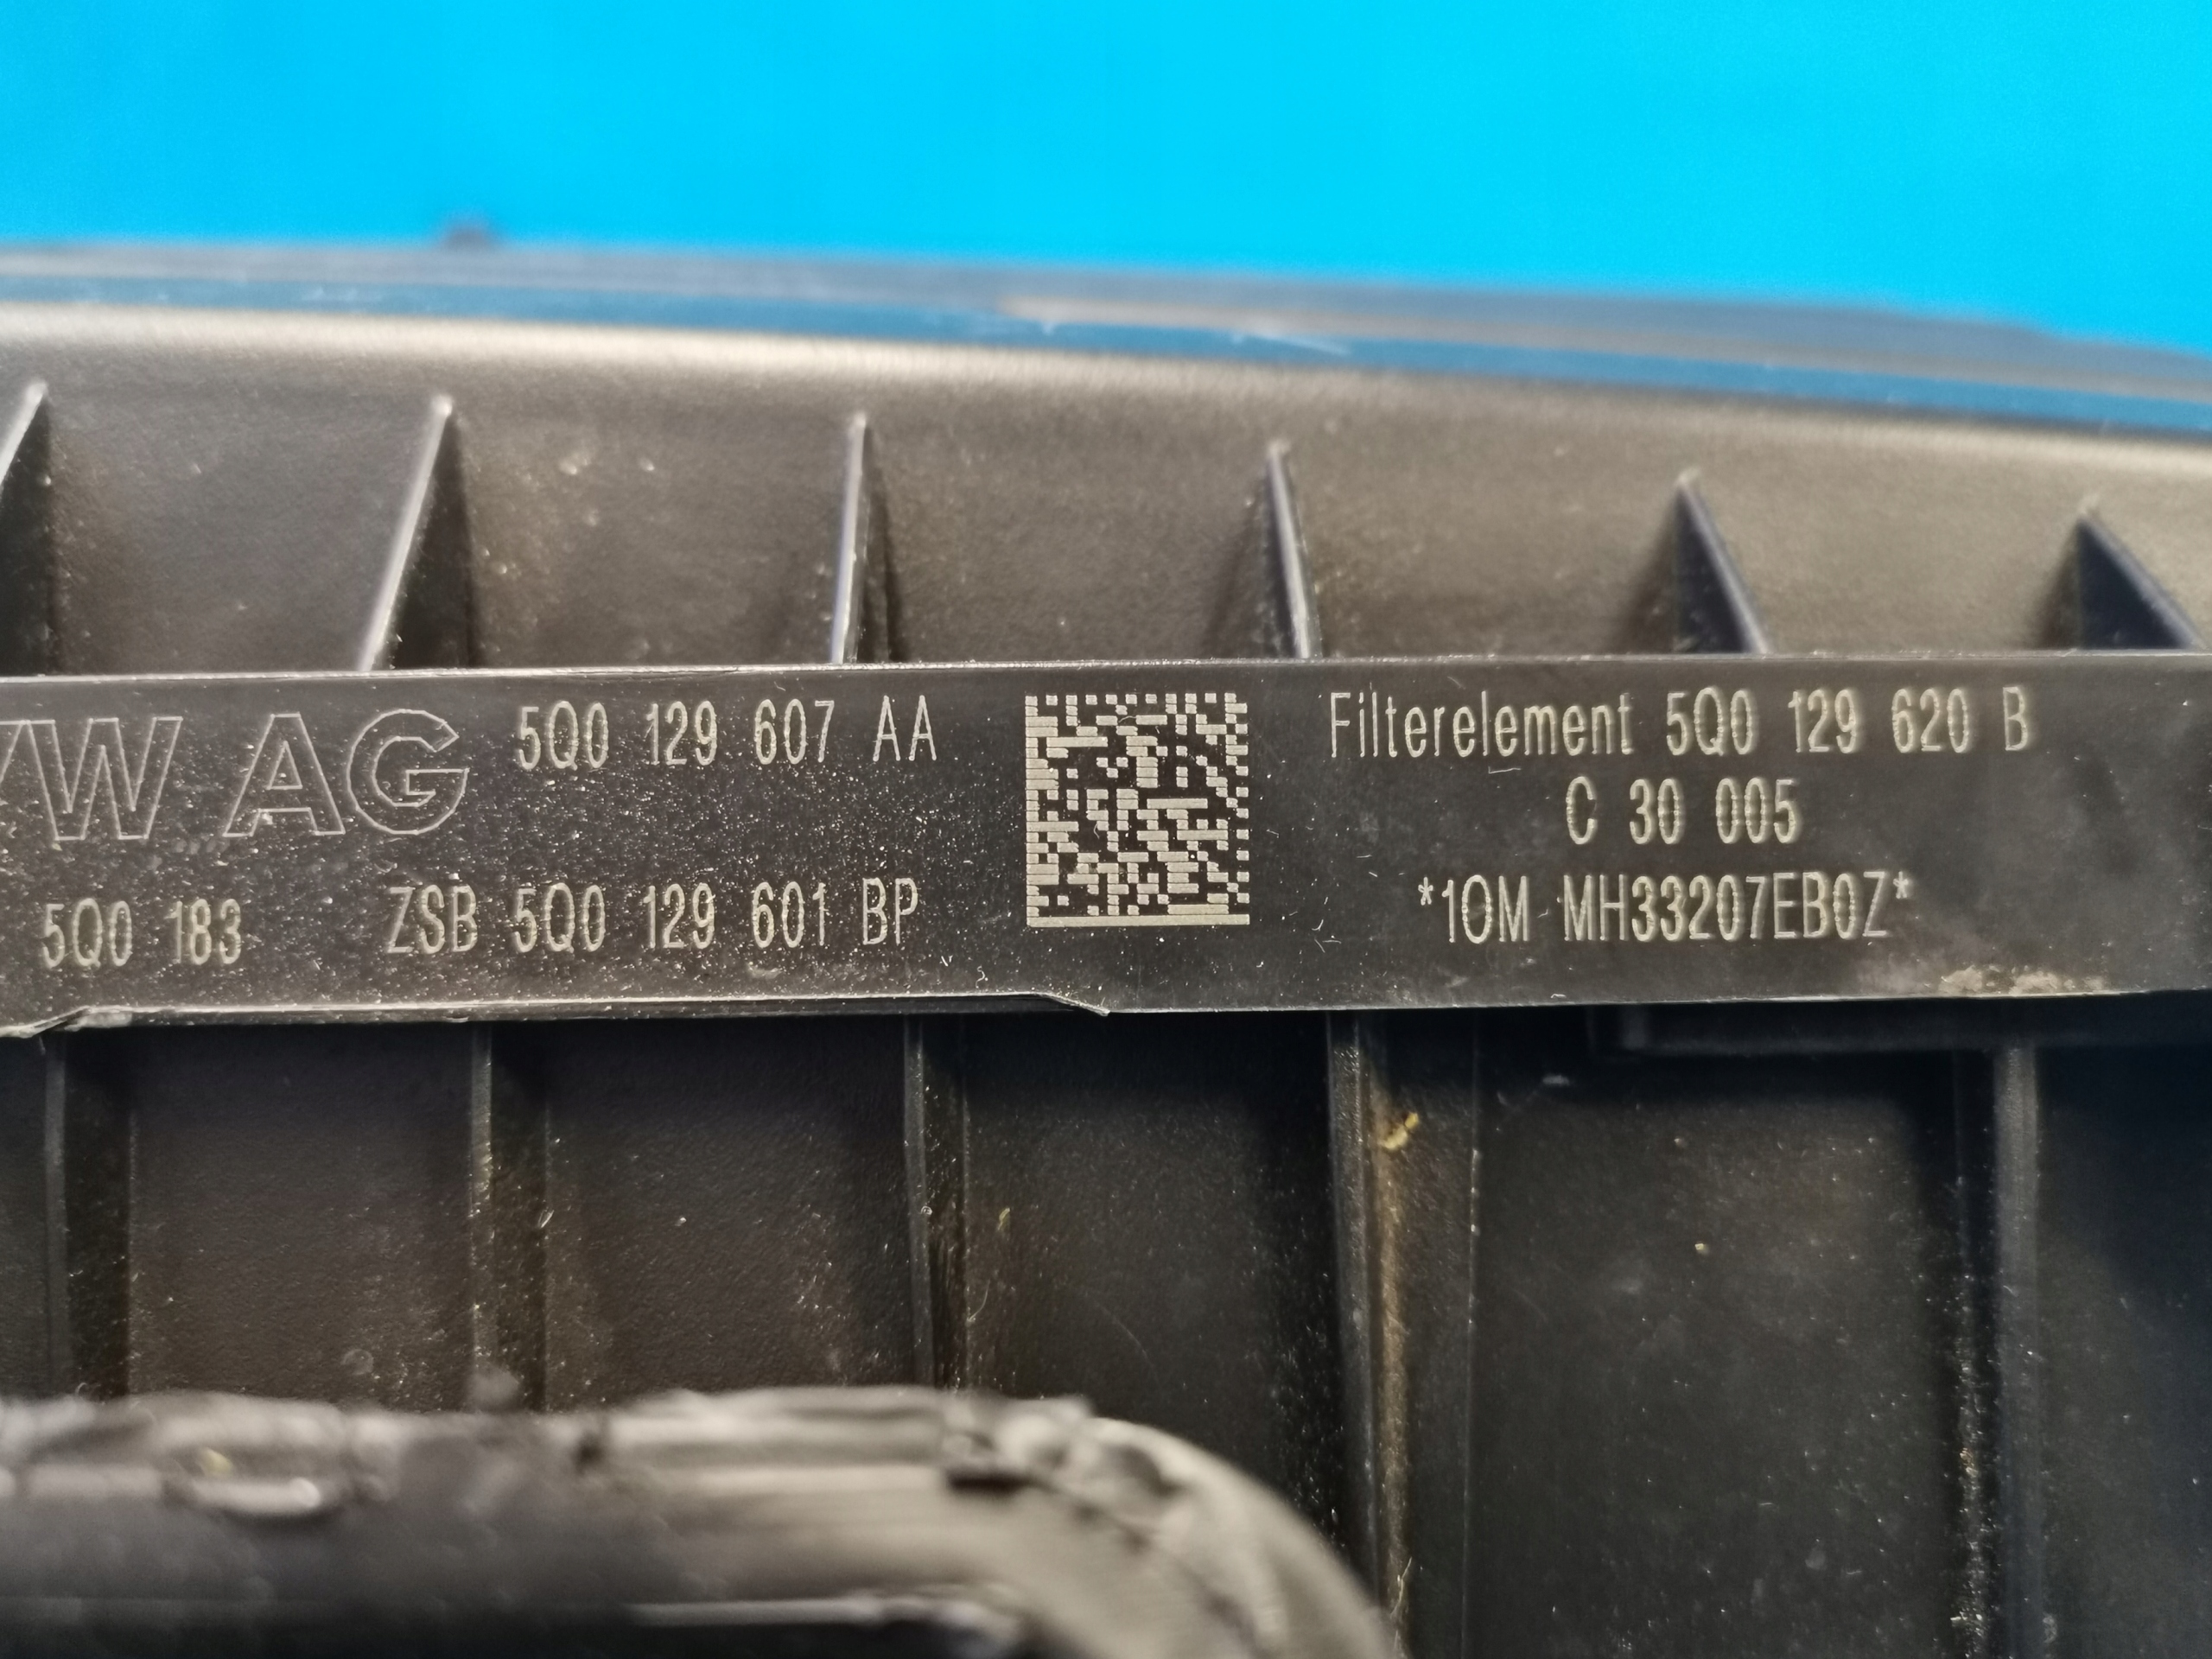 VW AG 5Q0 129 607 AA
5Q0 183 ZSB 5Q0 129 601 BP
Filterelement 5Q0 129 620 B
C 30 005
*1OM MH33207EB0Z*